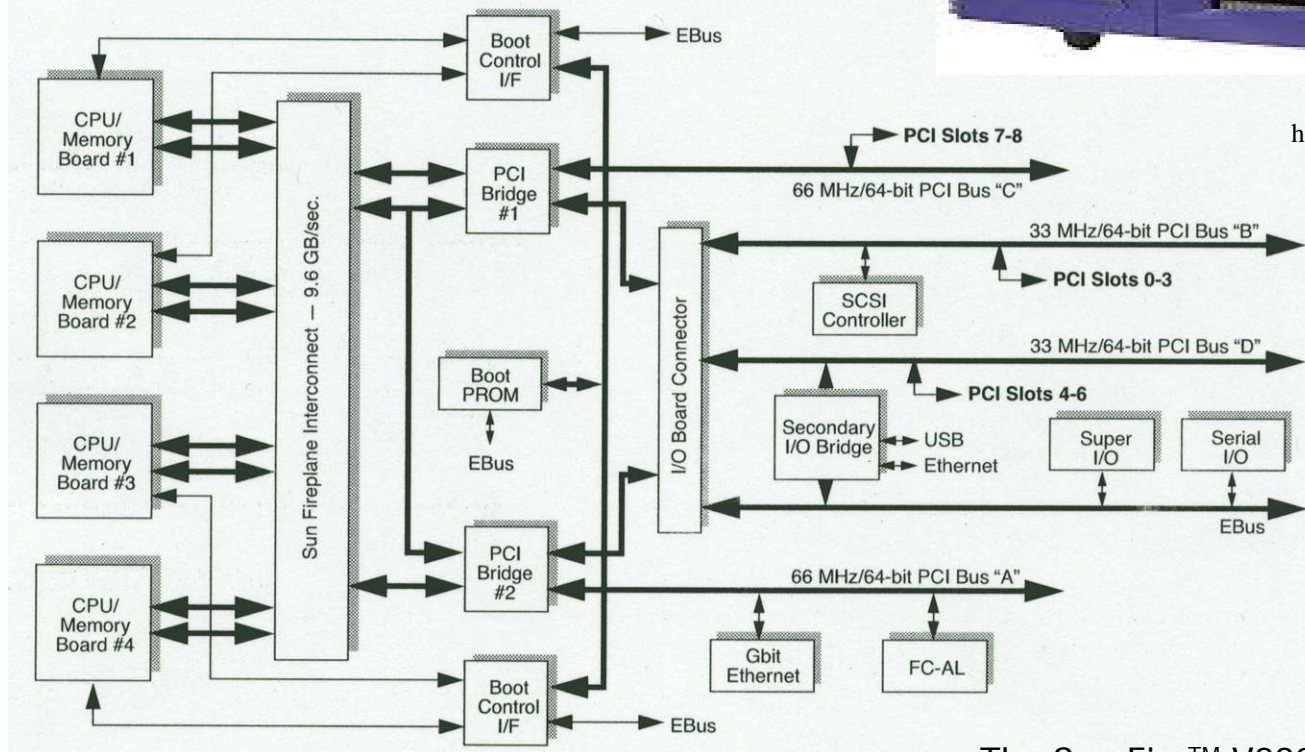 Boot
Control
I/F
EBus
CPU/
Memory
Board #1
PCI Slots 7-8
h
PCI
Bridge
#1
66 MHz/64-bit PCI Bus “C”
33 MHz/64-bit PCI Bus “B”
PCI Slots 0-3
SCSI
Controller
CPU/
Memory
Board #2
Sun Fireplane Interconnect — 9.6 GB/sec.
I/O Board Connector
33 MHz/64-bit PCI Bus “D”
PCI Slots 4-6
Boot
PROM
EBus
Secondary
I/O Bridge
USB
Ethernet
Super
I/O
Serial
I/O
EBus
CPU/
Memory
Board #3
PCI
Bridge
#2
66 MHz/64-bit PCI Bus “A”
CPU/
Memory
Board #4
Gbit
Ethernet
FC-AL
Boot
Control
I/F
EBus